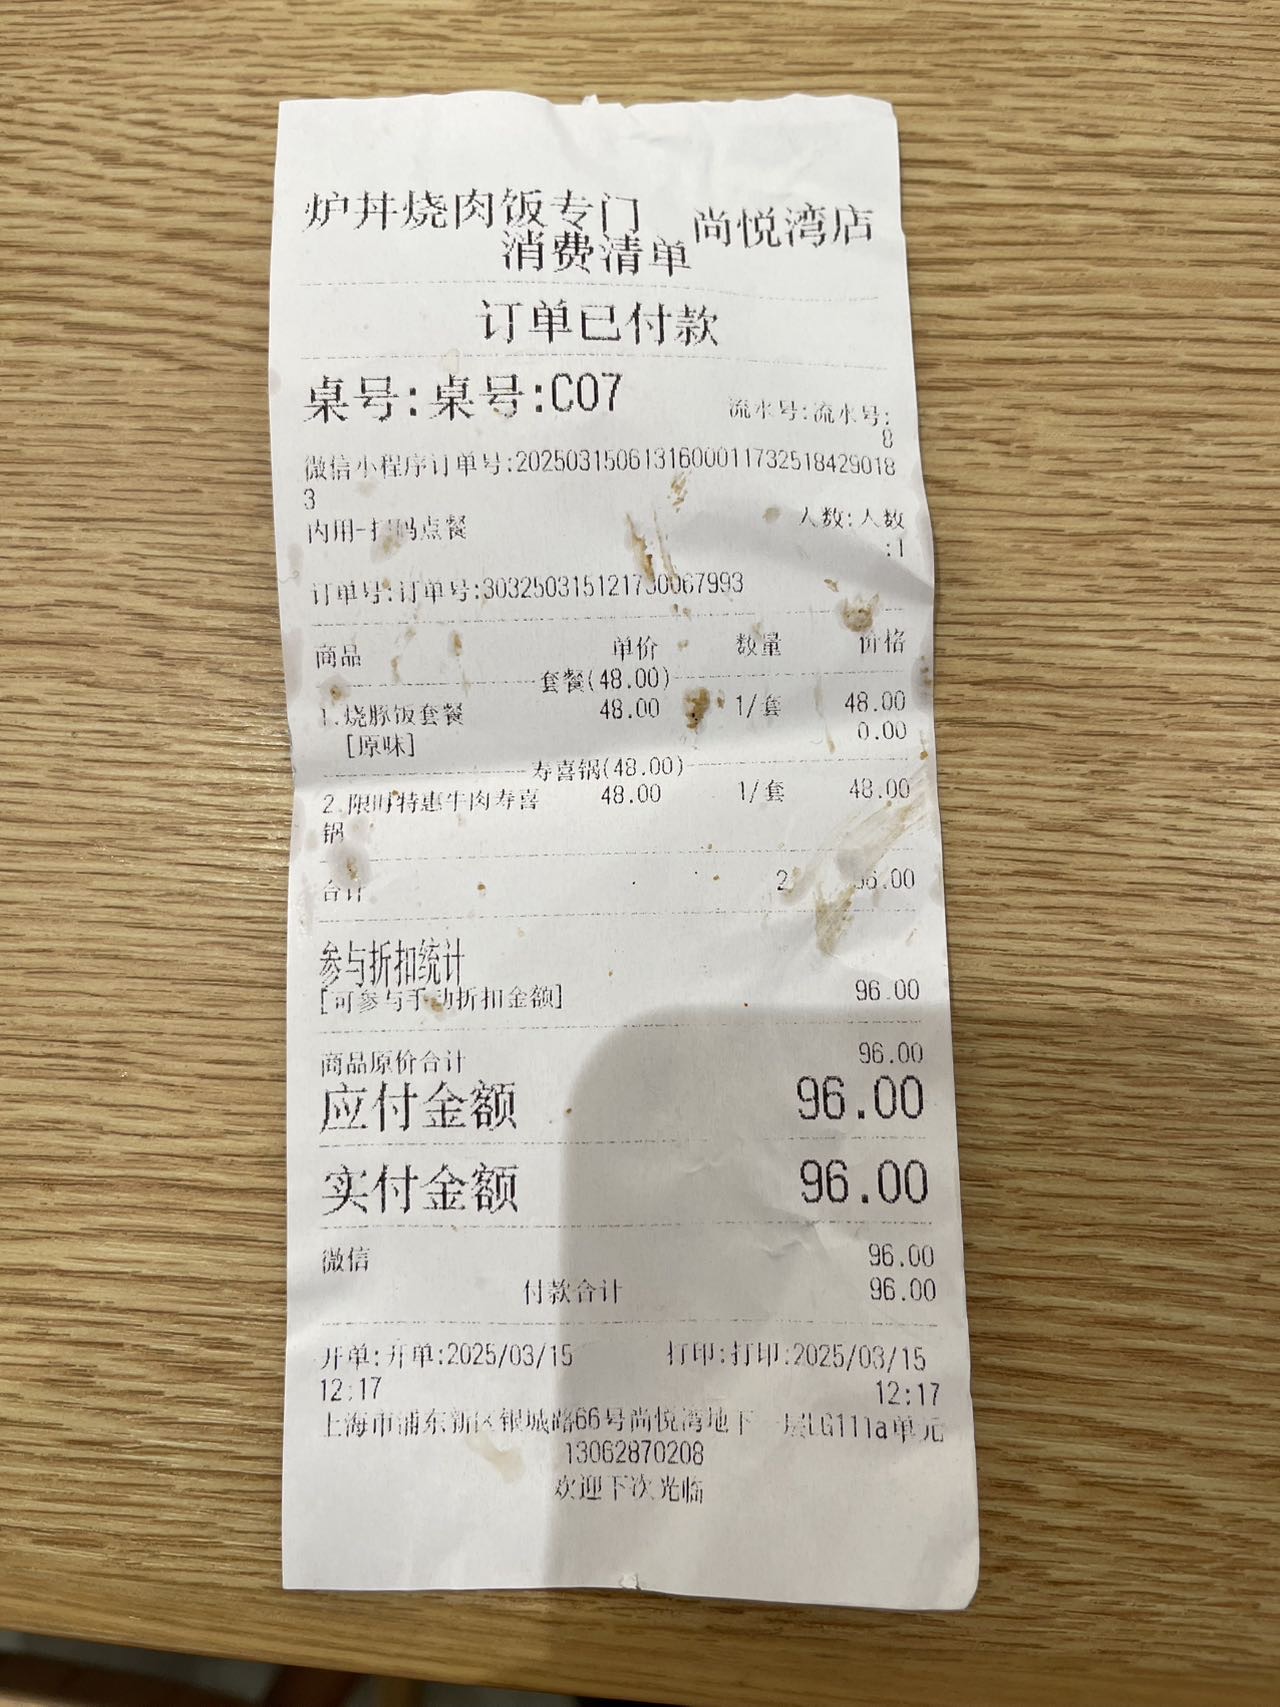 炉丼烧肉饭专门 尚悦湾店
消费清单
订单已付款
桌号:桌号:C07
流水号:流水号:
8
微信小程序订单号:202503150613160001173251842901­8
3
内用-扫码点餐
人数:人数
:1
订单号:订单号:303250315121730067993
商品 单价 数量 价格
套餐(48.00)
1.烧豚饭套餐 48.00 1/套 48.00
[原味] 0.00
寿喜锅(48.00)
2.限时特惠牛肉寿喜 48.00 1/套 48.00
锅
合计 2 96.00
参与折扣统计
[可参与手动折扣金额] 96.00
商品原价合计 96.00
应付金额 96.00
实付金额 96.00
微信 96.00
付款合计 96.00
开单:开单:2025/03/15 打印:打印:2025/03/15
12:17 12:17
上海市浦东新区银城路66号尚悦湾地下一层LG111a单元
13062870208
欢迎下次光临